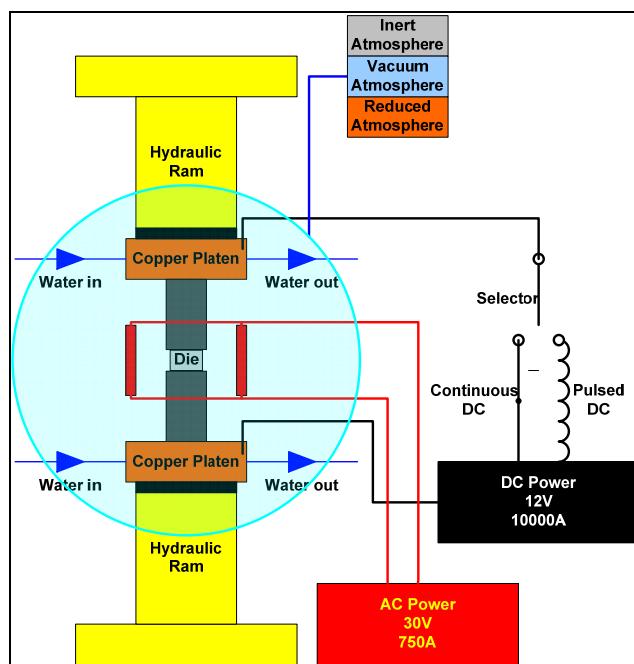 Inert
Atmosphere
Vacuum
Atmosphere
Reduced
Atmosphere
Hydraulic
Ram
Copper Platen
Water in
Water out
Selector
Die
Continuous
DC
Pulsed
DC
Copper Platen
Water in
Water out
DC Power
12V
10000A
Hydraulic
Ram
AC Power
30V
750A